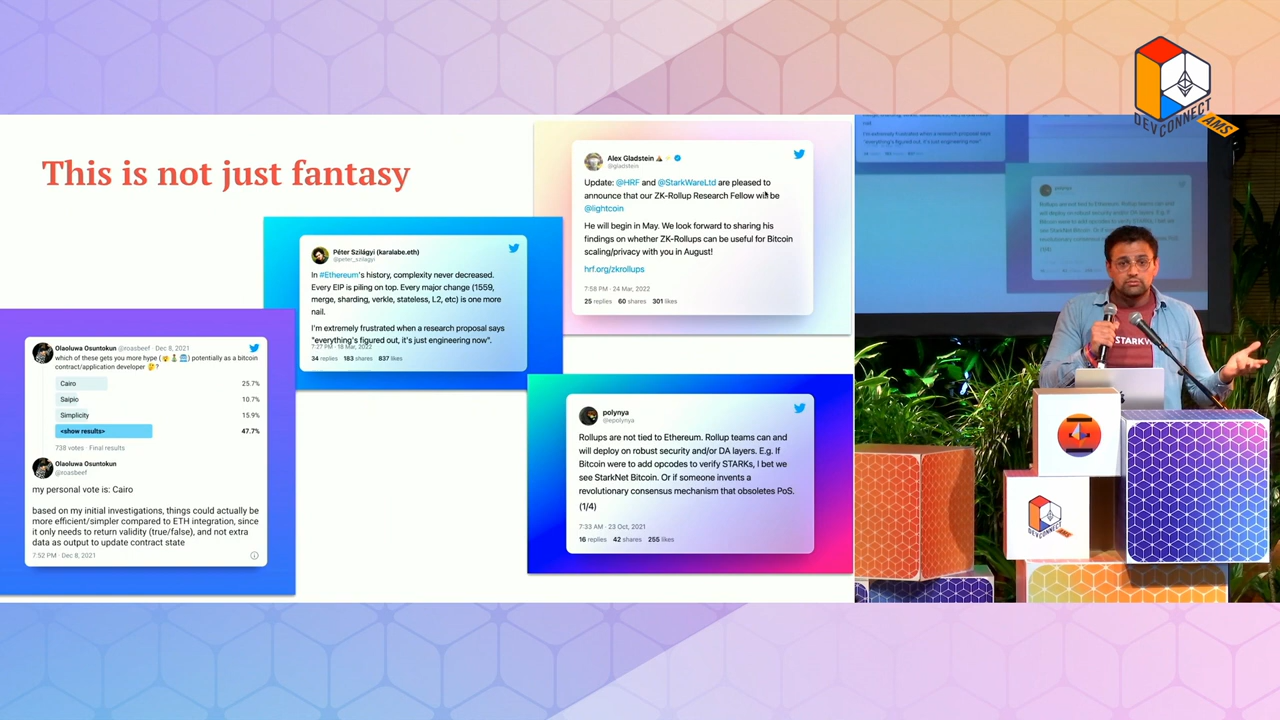 This is not just fantasy
Olaoluwa Osuntokun @roasbeef · Dec 8, 2021
which of these gets you more hype ( ) potentially as a bitcoin
contract/application developer ?
Cairo 25.7%
Sapio 10.7%
Simplicity 15.9%
<show results> 47.7%
738 votes · Final results
Olaoluwa Osuntokun
@roasbeef
my personal vote is: Cairo
based on my initial investigations, things could actually be
more efficient/simpler compared to ETH integration, since
it only needs to return validity (true/false), and not extra
data as output to update contract state
7:52 PM · Dec 8, 2021
Péter Szilágyi (karalabe.eth)
@peter_szilagyi
In #Ethereum's history, complexity never decreased.
Every EIP is piling on top. Every major change (1559,
merge, sharding, verkle, stateless, L2, etc) is one more
nail.
I'm extremely frustrated when a research proposal says
"everything's figured out, it's just engineering now".
7:27 PM · 16 Mar, 2022
34 replies 183 shares 837 likes
Alex Gladstein
@gladstein
Update: @HRF and @StarkWareLtd are pleased to
announce that our ZK-Rollup Research Fellow will be
@lightcoin
He will begin in May. We look forward to sharing his
findings on whether ZK-Rollups can be useful for Bitcoin
scaling/privacy with you in August!
hrf.org/zkrollups
7:58 PM · 24 Mar, 2022
25 replies 60 shares 301 likes
polynya
@epolynya
Rollups are not tied to Ethereum. Rollup teams can and
will deploy on robust security and/or DA layers. E.g. If
Bitcoin were to add opcodes to verify STARKs, I bet we
see StarkNet Bitcoin. Or if someone invents a
revolutionary consensus mechanism that obsoletes PoS.
(1/4)
7:33 AM · 23 Oct, 2021
16 replies 42 shares 255 likes
DEVCONNECT
AMS
STARKW
DEVCONNECT